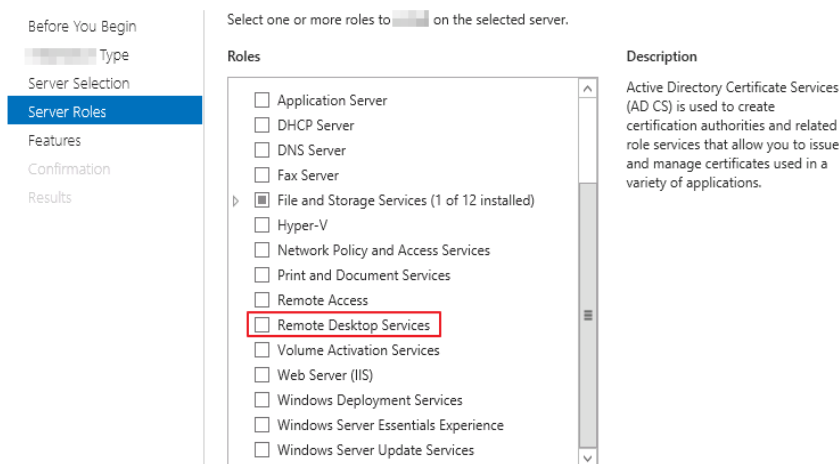 Before You Begin
Type
Server Selection
Server Roles
Features
Confirmation
Results
Select one or more roles to on the selected server.
Roles
Application Server
DHCP Server
DNS Server
Fax Server
File and Storage Services (1 of 12 installed)
Hyper-V
Network Policy and Access Services
Print and Document Services
Remote Access
Remote Desktop Services
Volume Activation Services
Web Server (IIS)
Windows Deployment Services
Windows Server Essentials Experience
Windows Server Update Services
Description
Active Directory Certificate Services
(AD CS) is used to create
certification authorities and related
role services that allow you to issue
and manage certificates used in a
variety of applications.